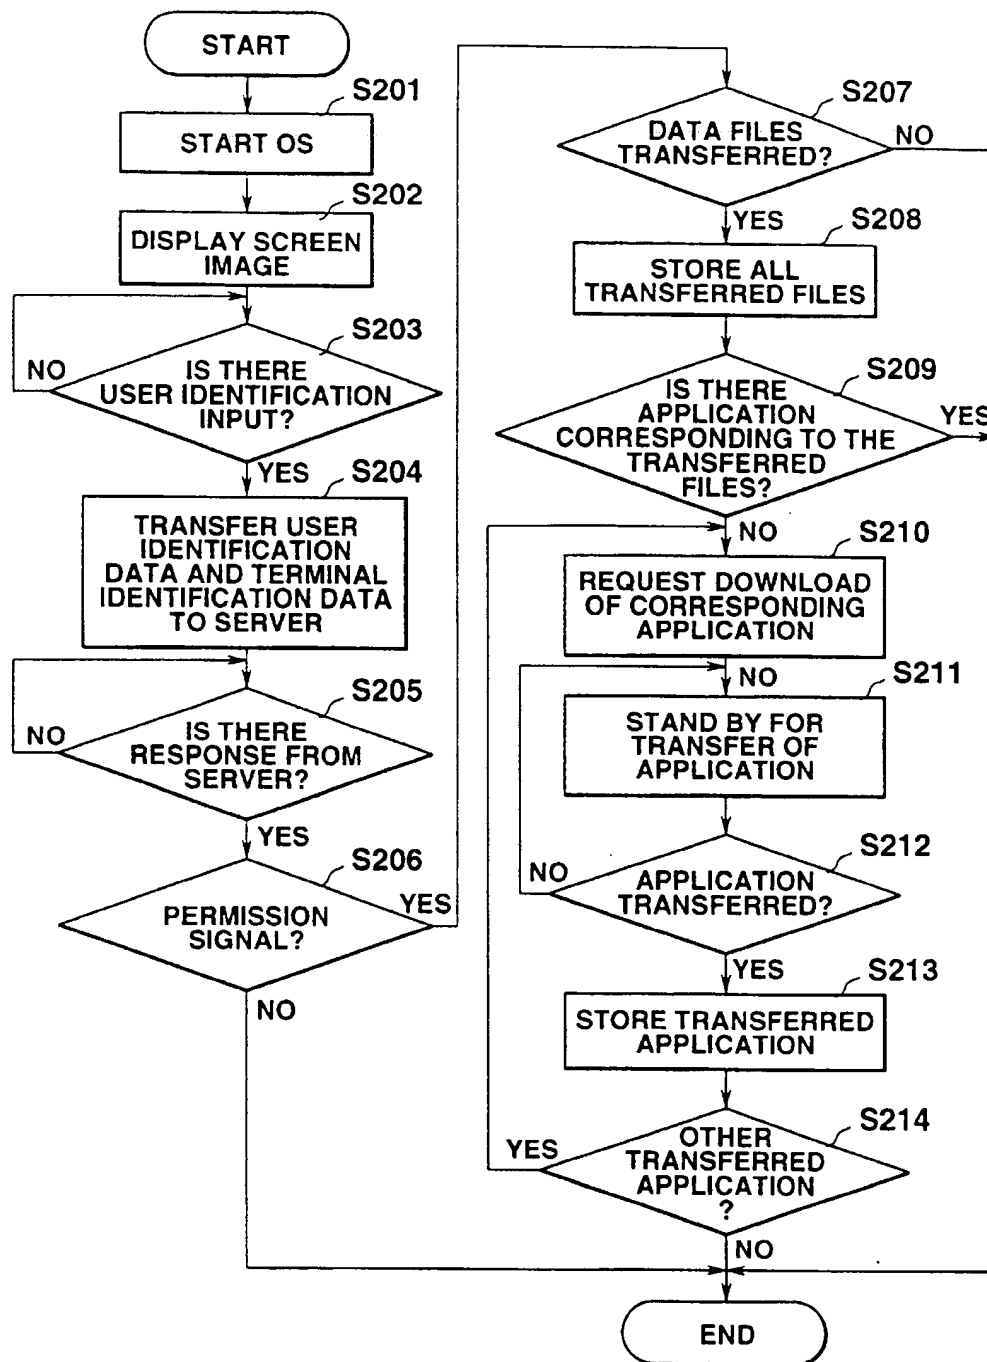 START
S201
START OS
S202
DISPLAY SCREEN
IMAGE
S203
NO
IS THERE
USER IDENTIFICATION
INPUT?
YES
S204
TRANSFER USER
IDENTIFICATION
DATA AND TERMINAL
IDENTIFICATION DATA
TO SERVER
S205
NO
IS THERE
RESPONSE FROM
SERVER?
YES
S206
YES
PERMISSION
SIGNAL?
NO
S207
DATA FILES
TRANSFERRED?
NO
YES
S208
STORE ALL
TRANSFERRED FILES
S209
IS THERE
APPLICATION
CORRESPONDING TO THE
TRANSFERRED
FILES?
YES
NO
S210
REQUEST DOWNLOAD
OF CORRESPONDING
APPLICATION
NO
S211
STAND BY FOR
TRANSFER OF
APPLICATION
S212
NO
APPLICATION
TRANSFERRED?
YES
S213
STORE TRANSFERRED
APPLICATION
S214
YES
OTHER
TRANSFERRED
APPLICATION
?
NO
END